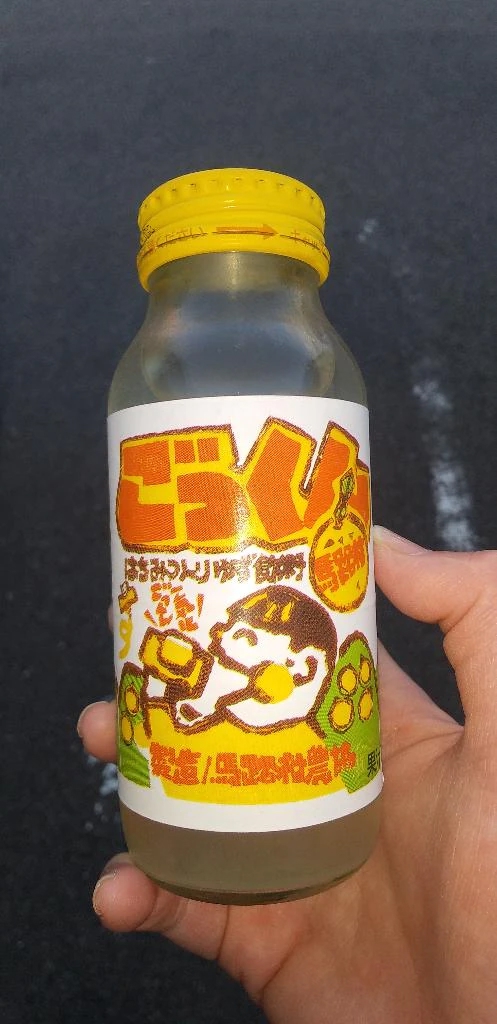 ごっくん
馬路村
はちみつ入りゆず飲料
製造/馬路村農協
果